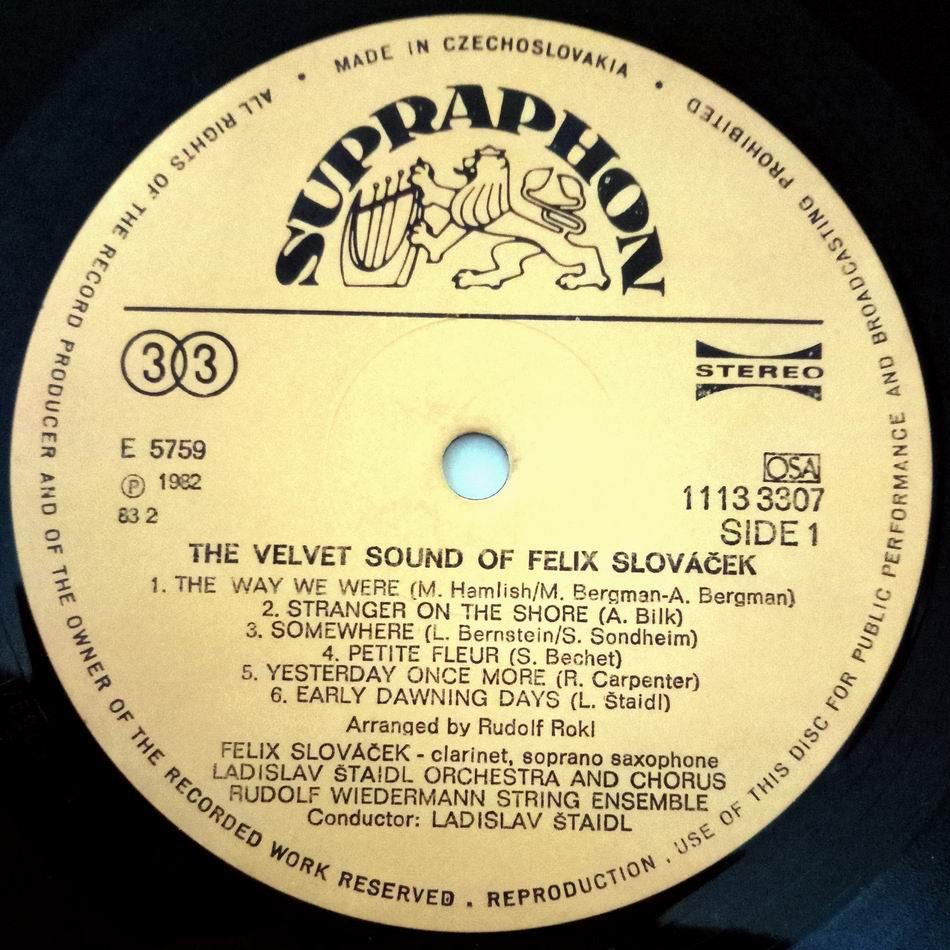 MADE IN CZECHOSLOVAKIA
SUPRAPHON
33
STEREO
E 5759
Ⓟ 1982
83 2
OSA
1113 3307
SIDE 1
THE VELVET SOUND OF FELIX SLOVÁČEK
1. THE WAY WE WERE (M. Hamlish/M. Bergman-A. Bergman)
2. STRANGER ON THE SHORE (A. Bilk)
3. SOMEWHERE (L. Bernstein/S. Sondheim)
4. PETITE FLEUR (S. Bechet)
5. YESTERDAY ONCE MORE (R. Carpenter)
6. EARLY DAWNING DAYS (L. Štaidl)
Arranged by Rudolf Rokl
FELIX SLOVÁČEK - clarinet, soprano saxophone
LADISLAV ŠTAIDL ORCHESTRA AND CHORUS
RUDOLF WIEDERMANN STRING ENSEMBLE
Conductor: LADISLAV ŠTAIDL
ALL RIGHTS OF THE RECORD PRODUCER AND OF THE OWNER OF THE RECORDED WORK RESERVED . REPRODUCTION . USE OF THIS DISC FOR PUBLIC PERFORMANCE AND BROADCASTING PROHIBITED